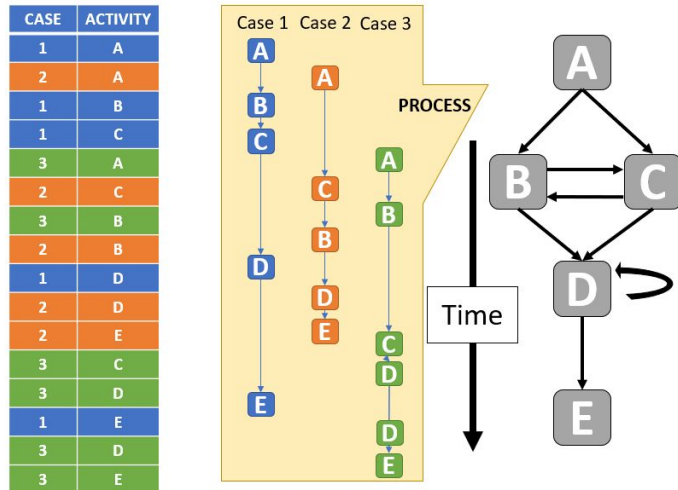 CASE ACTIVITY
1 A
2 A
1 B
1 C
3 A
2 C
3 B
2 B
1 D
2 D
2 E
3 C
3 D
1 E
3 D
3 E
Case 1 Case 2 Case 3
A
B
C
D
E
A
C
B
D
E
A
B
C
D
D
E
PROCESS
Time
A
B C
D
E